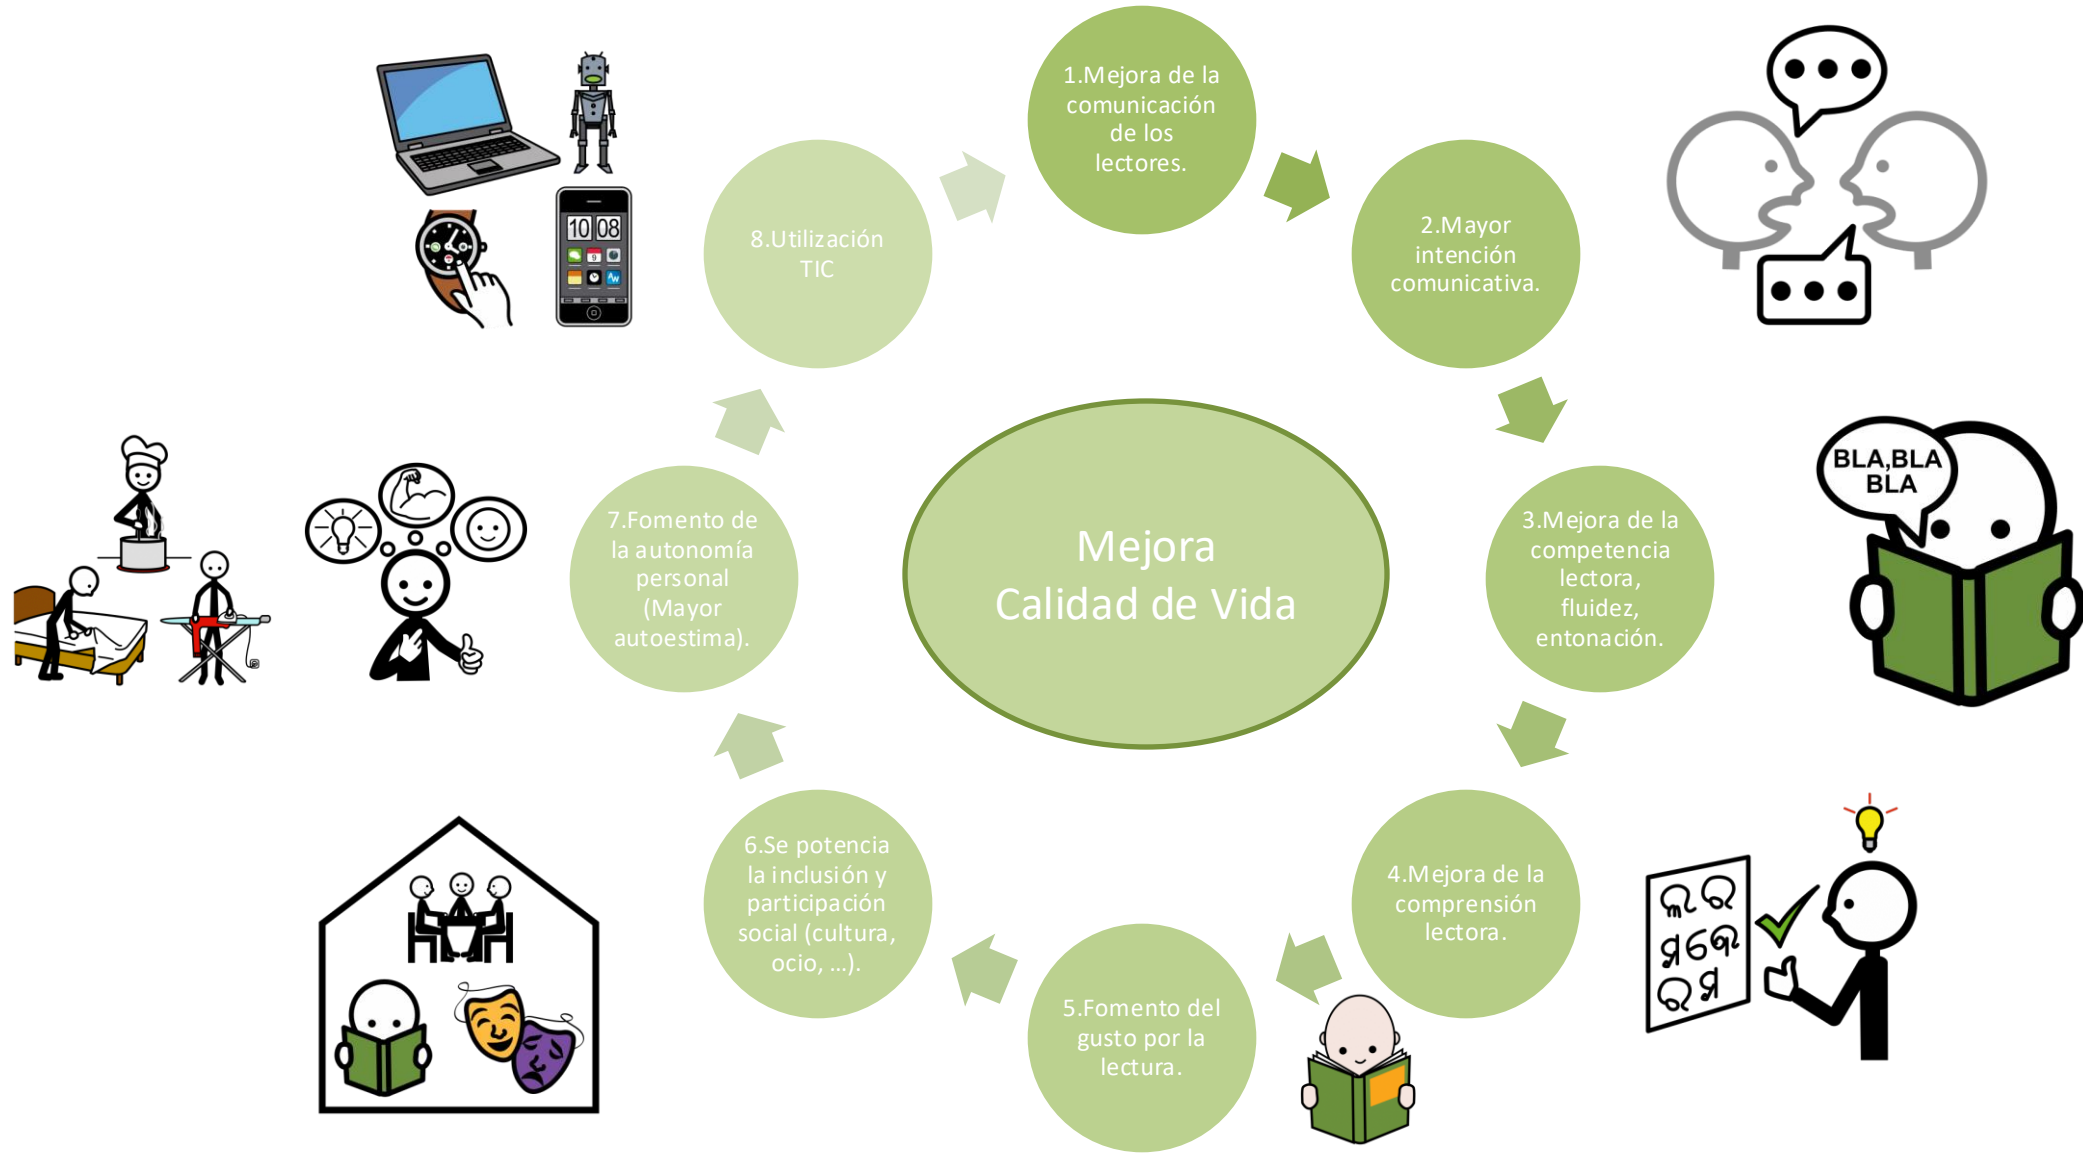 1.Mejora de la
comunicación
de los
lectores.
2.Mayor
intención
comunicativa.
3.Mejora de la
competencia
lectora,
fluidez,
entonación.
4.Mejora de la
comprensión
lectora.
5.Fomento del
gusto por la
lectura.
6.Se potencia
la inclusión y
participación
social (cultura,
ocio, ...).
7.Fomento de
la autonomía
personal
(Mayor
autoestima).
8.Utilización
TIC
Mejora
Calidad de Vida
BLA,BLA
BLA
10 08
9